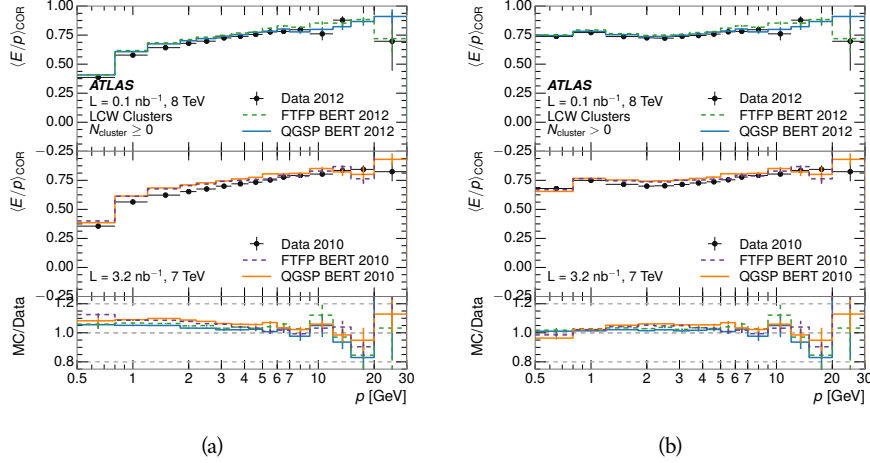 ⟨E/p⟩COR
1.00
0.75
0.50
0.25
0.00
ATLAS
L = 0.1 nb⁻¹, 8 TeV
LCW Clusters
Ncluster ≥ 0
Data 2012
FTFP BERT 2012
QGSP BERT 2012
−0.25
⟨E/p⟩COR
0.75
0.50
0.25
0.00
Data 2010
FTFP BERT 2010
QGSP BERT 2010
L = 3.2 nb⁻¹, 7 TeV
−0.25
MC/Data
1.2
1.0
0.8
0.5 1 2 3 4 5 6 7 10 20 30
p [GeV]
(a)
⟨E/p⟩COR
1.00
0.75
0.50
0.25
0.00
ATLAS
L = 0.1 nb⁻¹, 8 TeV
LCW Clusters
Ncluster > 0
Data 2012
FTFP BERT 2012
QGSP BERT 2012
−0.25
⟨E/p⟩COR
0.75
0.50
0.25
0.00
Data 2010
FTFP BERT 2010
QGSP BERT 2010
L = 3.2 nb⁻¹, 7 TeV
−0.25
MC/Data
1.2
1.0
0.8
0.5 1 2 3 4 5 6 7 10 20 30
p [GeV]
(b)